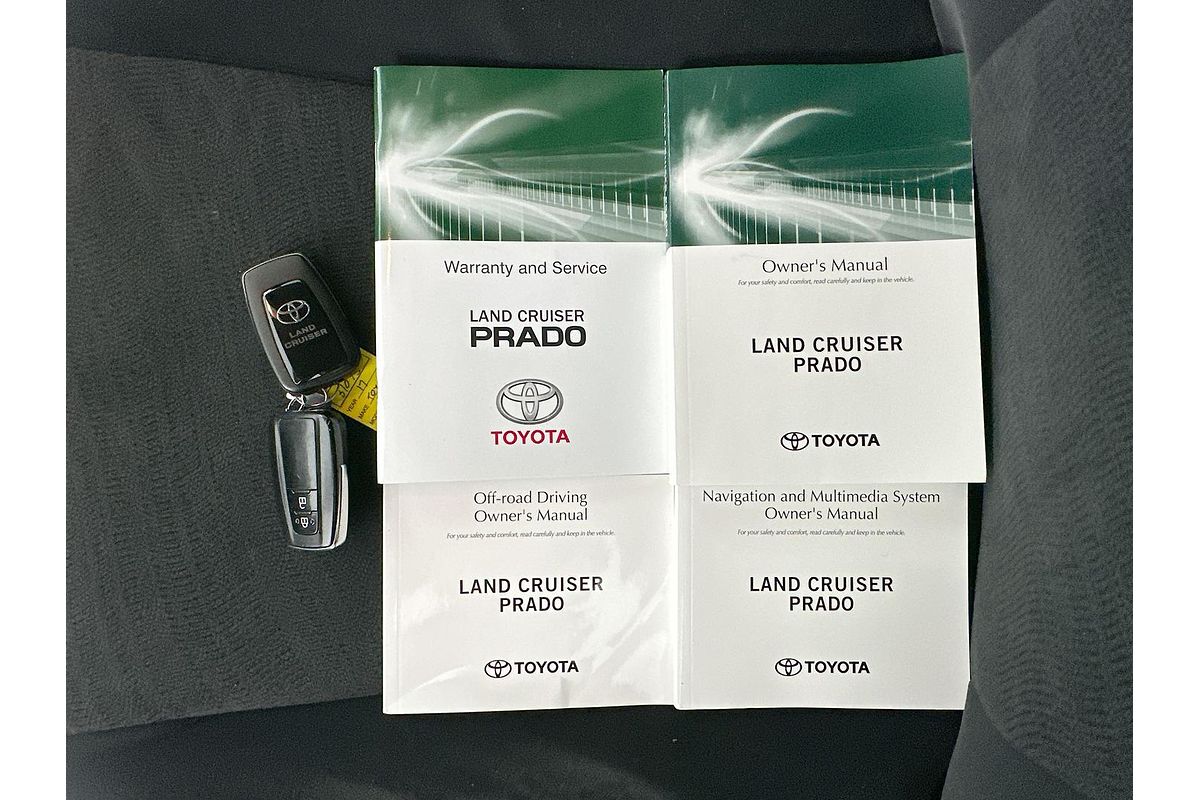 LAND
CRUISER
YEAR 17
MAKE
Warranty and Service
LAND CRUISER
PRADO
TOYOTA
Owner's Manual
For your safety and comfort, read carefully and keep in the vehicle.
LAND CRUISER
PRADO
TOYOTA
Off-road Driving
Owner's Manual
For your safety and comfort, read carefully and keep in the vehicle.
LAND CRUISER
PRADO
TOYOTA
Navigation and Multimedia System
Owner's Manual
For your safety and comfort, read carefully and keep in the vehicle.
LAND CRUISER
PRADO
TOYOTA